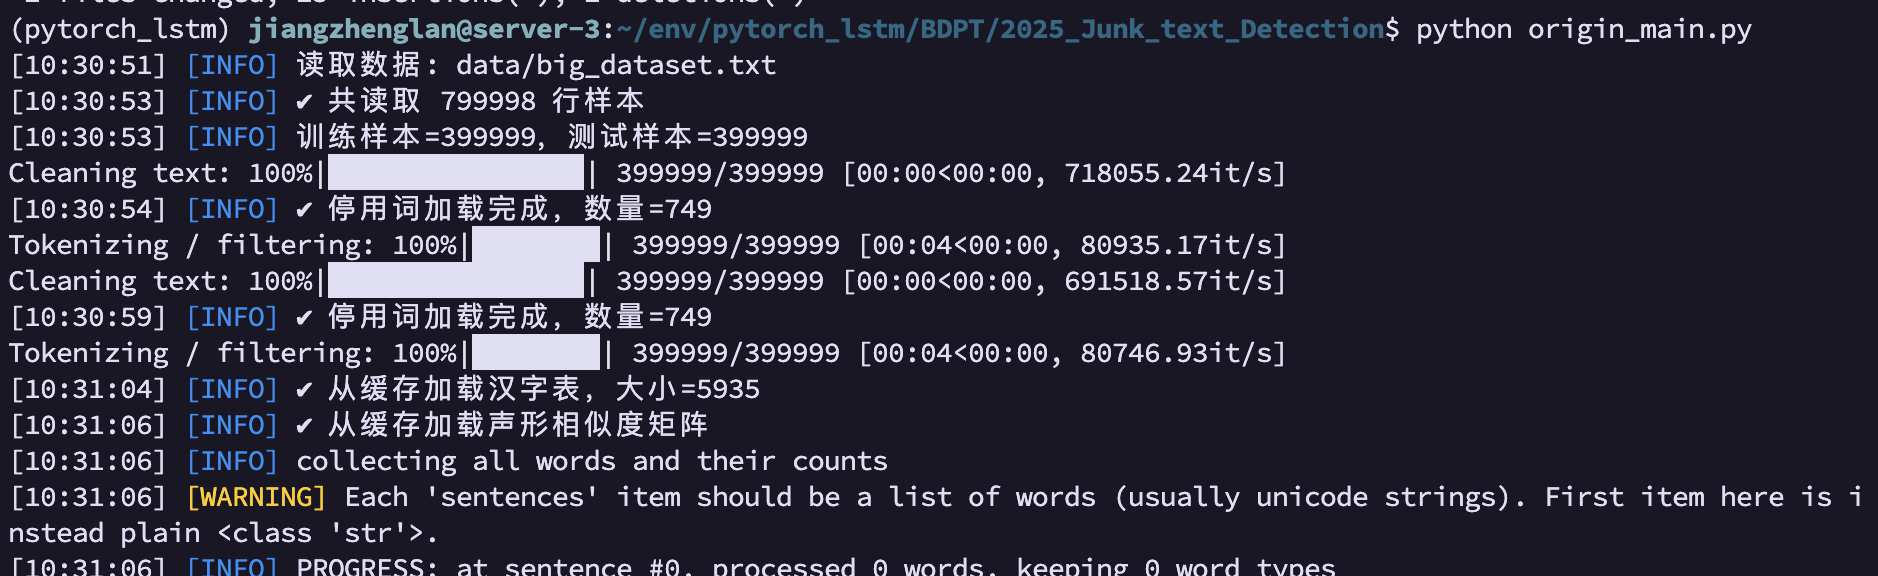 2 files changed, 23 insertions(+), 2 deletions(-)
(pytorch_lstm) jiangzhenglan@server-3:~/env/pytorch_lstm/BDPT/2025_Junk_text_Detection$ python origin_main.py
[10:30:51] [INFO] 读取数据: data/big_dataset.txt
[10:30:53] [INFO] ✔ 共读取 799998 行样本
[10:30:53] [INFO] 训练样本=399999, 测试样本=399999
Cleaning text: 100%|████████████████| 399999/399999 [00:00<00:00, 718055.24it/s]
[10:30:54] [INFO] ✔ 停用词加载完成, 数量=749
Tokenizing / filtering: 100%|████████| 399999/399999 [00:04<00:00, 80935.17it/s]
Cleaning text: 100%|████████████████| 399999/399999 [00:00<00:00, 691518.57it/s]
[10:30:59] [INFO] ✔ 停用词加载完成, 数量=749
Tokenizing / filtering: 100%|████████| 399999/399999 [00:04<00:00, 80746.93it/s]
[10:31:04] [INFO] ✔ 从缓存加载汉字表, 大小=5935
[10:31:06] [INFO] ✔ 从缓存加载声形相似度矩阵
[10:31:06] [INFO] collecting all words and their counts
[10:31:06] [WARNING] Each 'sentences' item should be a list of words (usually unicode strings). First item here is i
nstead plain <class 'str'>.
[10:31:06] [INFO] PROGRESS: at sentence #0, processed 0 words, keeping 0 word types